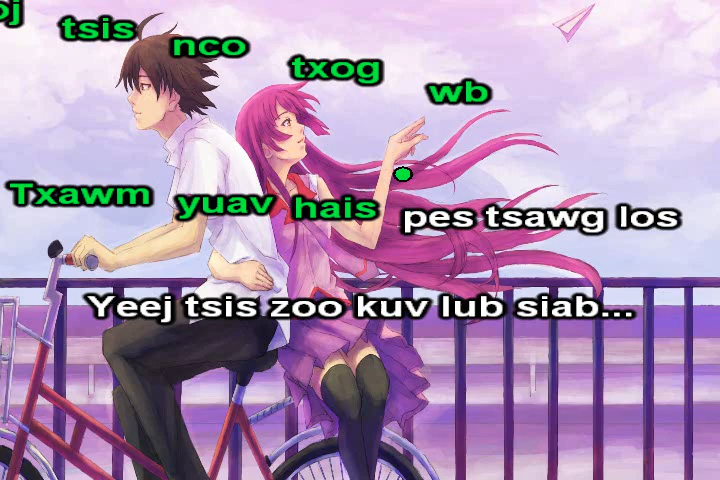 tsis nco txog wb
Txawm yuav hais pes tsawg los
Yeej tsis zoo kuv lub siab...